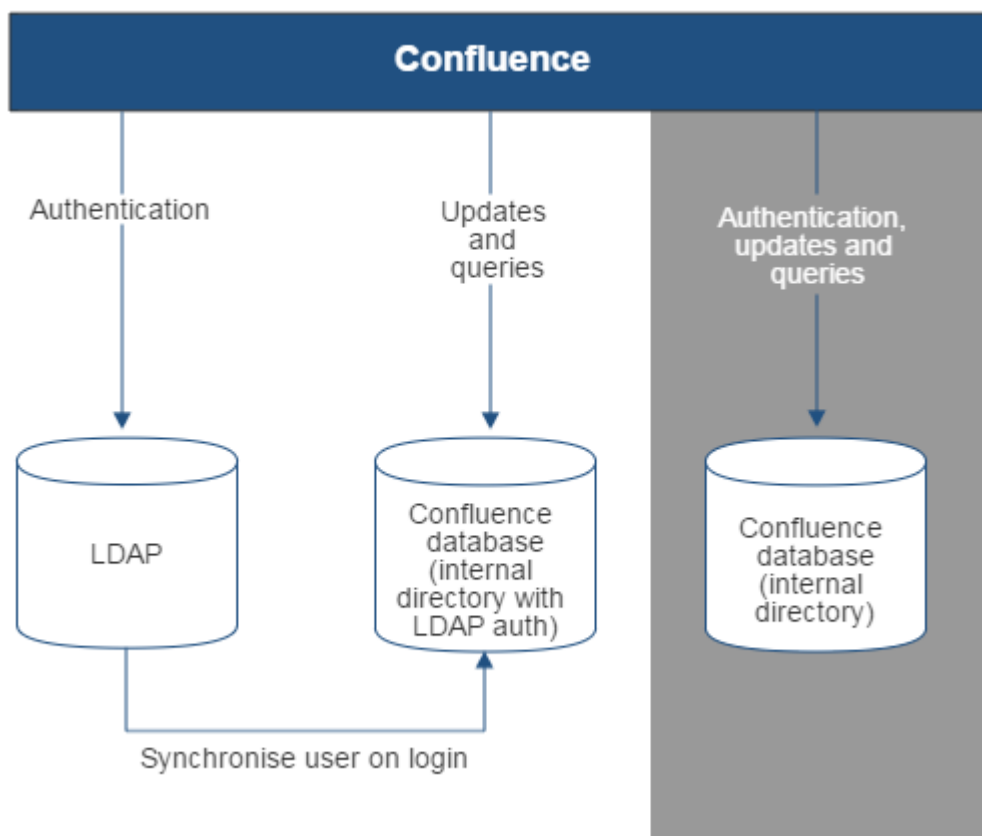 Confluence
Authentication
Updates
and
queries
Authentication,
updates and
queries
LDAP
Confluence
database
(internal
directory with
LDAP auth)
Confluence
database
(internal
directory)
Synchronise user on login